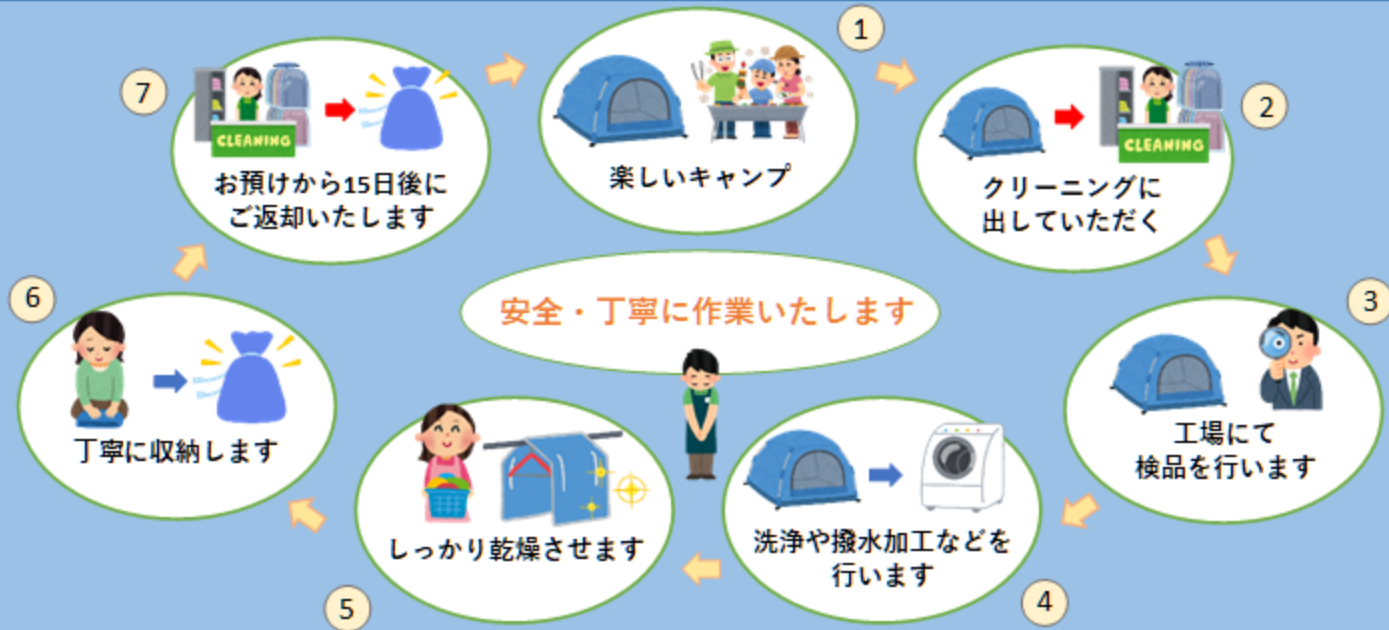 1
楽しいキャンプ
2
CLEANING
クリーニングに
出していただく
3
工場にて
検品を行います
4
洗浄や撥水加工などを
行います
5
しっかり乾燥させます
6
丁寧に収納します
7
CLEANING
お預けから15日後に
ご返却いたします
安全・丁寧に作業いたします